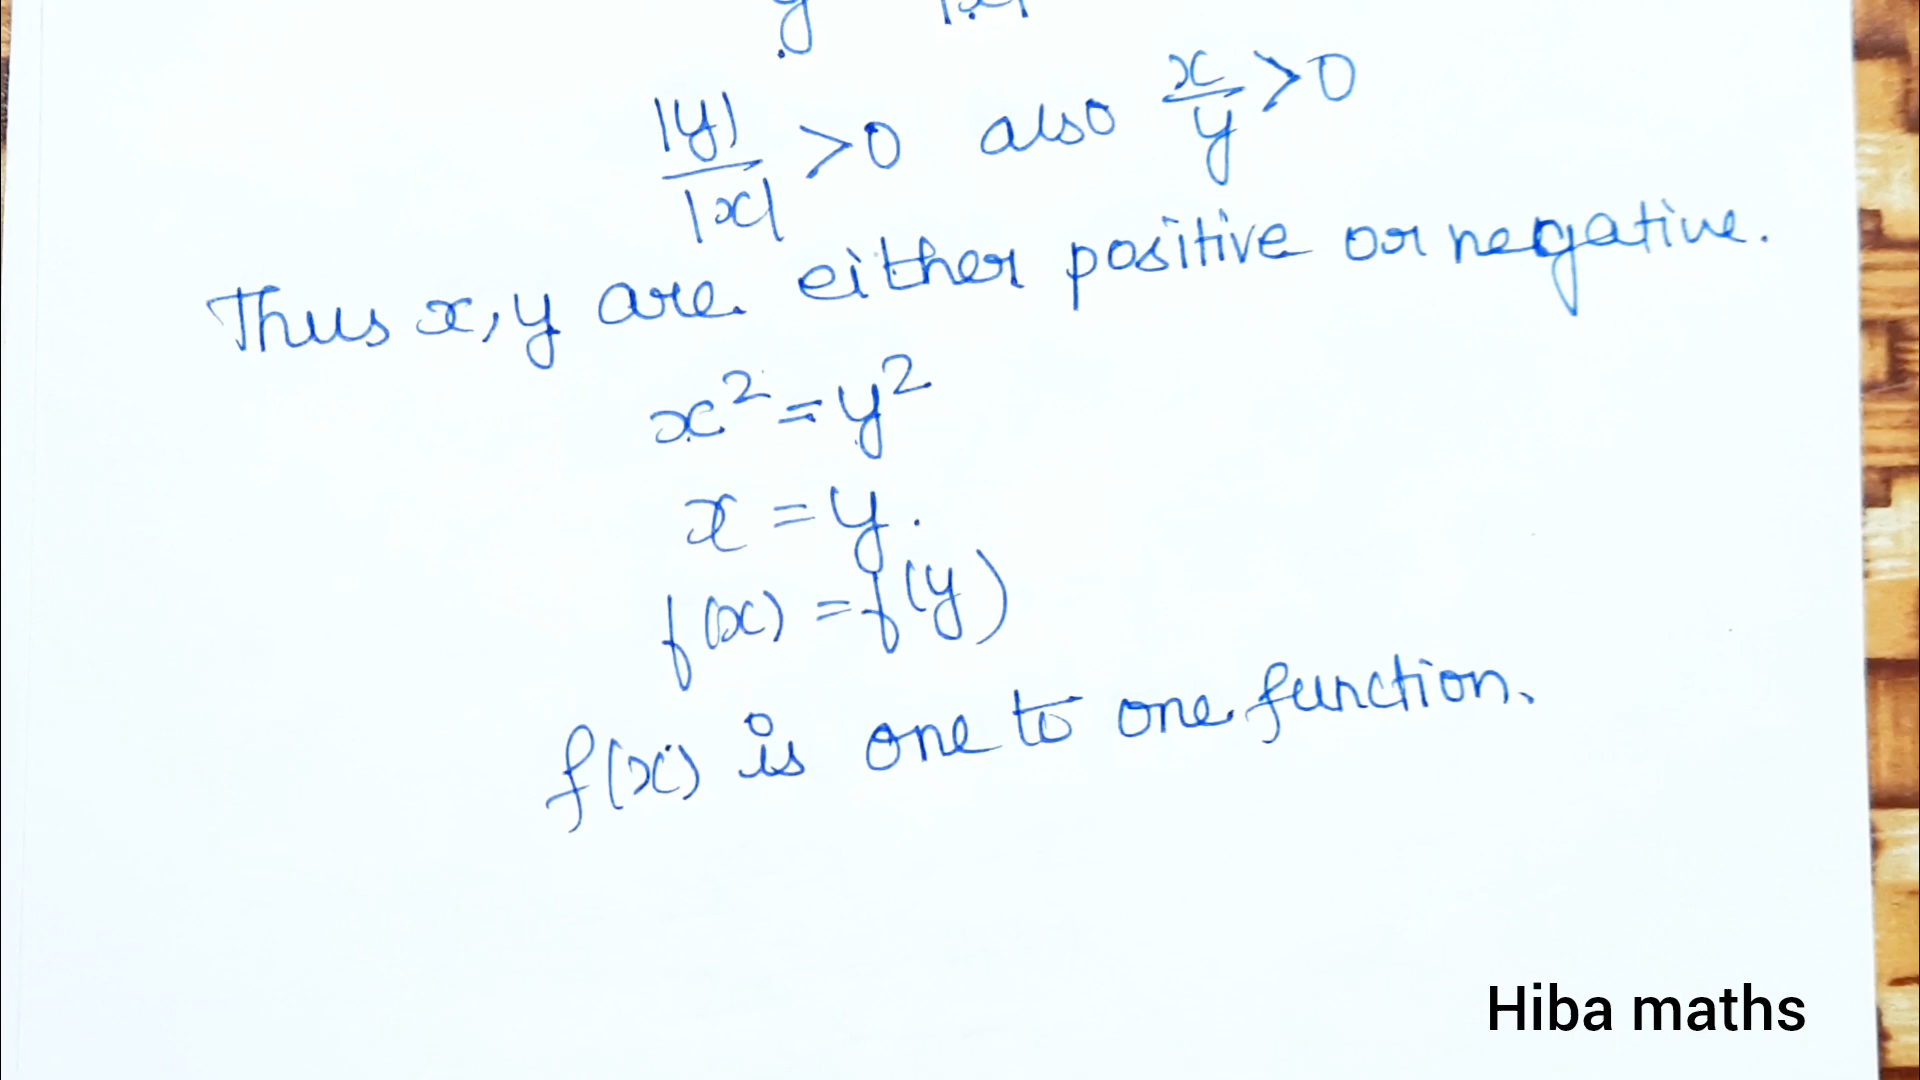 |y|/|x| >0 also x/y >0
Thus x, y are either positive or negative.
x² = y²
x = y.
f(x) = f(y)
f(x) is one to one function.
Hiba maths